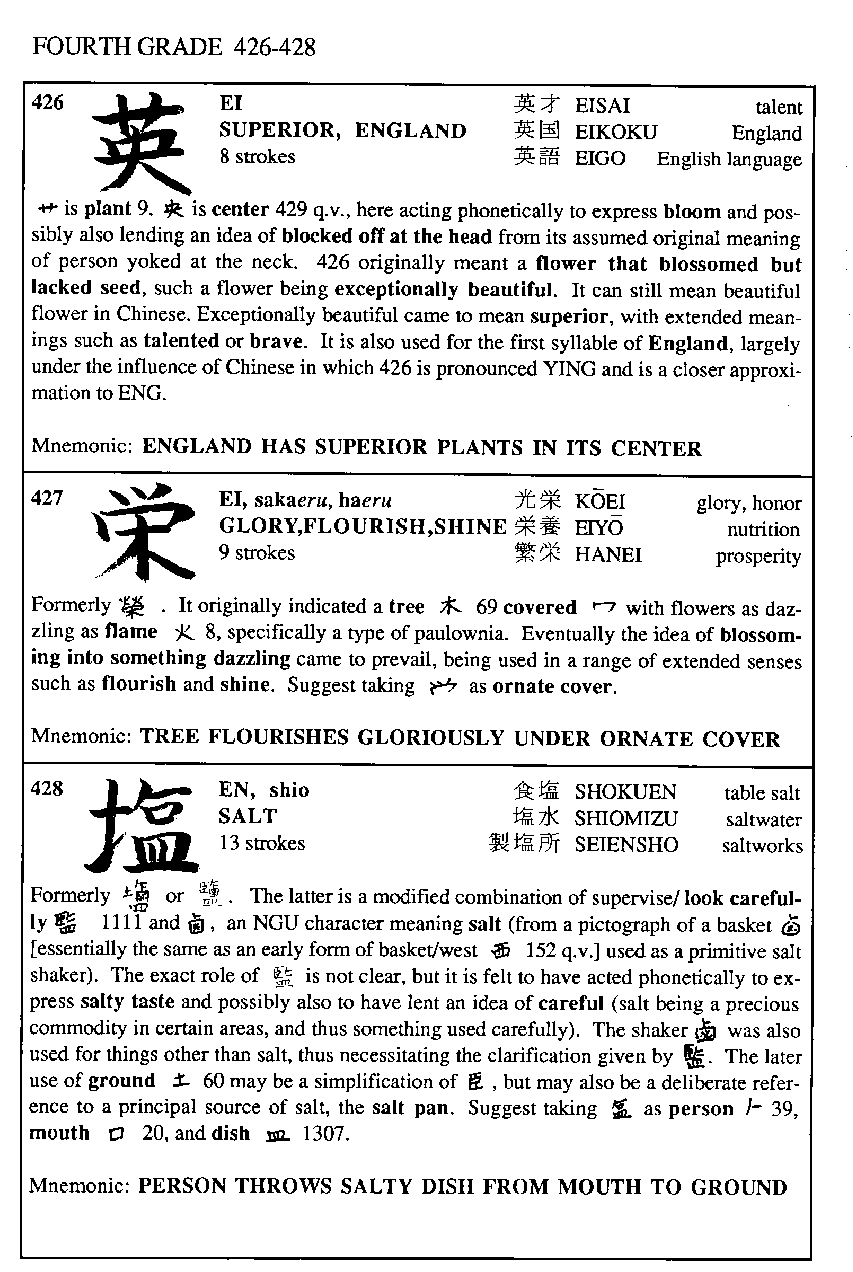 FOURTH GRADE 426-428
426 英 EI 英才 EISAI talent
SUPERIOR, ENGLAND 英国 EIKOKU England
8 strokes 英語 EIGO English language
艹 is plant 9. 央 is center 429 q.v., here acting phonetically to express bloom and pos-
sibly also lending an idea of blocked off at the head from its assumed original meaning
of person yoked at the neck. 426 originally meant a flower that blossomed but
lacked seed, such a flower being exceptionally beautiful. It can still mean beautiful
flower in Chinese. Exceptionally beautiful came to mean superior, with extended mean-
ings such as talented or brave. It is also used for the first syllable of England, largely
under the influence of Chinese in which 426 is pronounced YING and is a closer approxi-
mation to ENG.
Mnemonic: ENGLAND HAS SUPERIOR PLANTS IN ITS CENTER
427 栄 EI, sakaeru, haeru 光栄 KŌEI glory, honor
GLORY,FLOURISH,SHINE 栄養 EIYŌ nutrition
9 strokes 繁栄 HANEI prosperity
Formerly 榮 . It originally indicated a tree 木 69 covered 冖 with flowers as daz-
zling as flame 火 8, specifically a type of paulownia. Eventually the idea of blossom-
ing into something dazzling came to prevail, being used in a range of extended senses
such as flourish and shine. Suggest taking as ornate cover.
Mnemonic: TREE FLOURISHES GLORIOUSLY UNDER ORNATE COVER
428 塩 EN, shio 食塩 SHOKUEN table salt
SALT 塩水 SHIOMIZU saltwater
13 strokes 製塩所 SEIENSHO saltworks
Formerly or 鹽 . The latter is a modified combination of supervise/ look careful-
ly 監 1111 and 鹵 , an NGU character meaning salt (from a pictograph of a basket
[essentially the same as an early form of basket/west 152 q.v.] used as a primitive salt
shaker). The exact role of 監 is not clear, but it is felt to have acted phonetically to ex-
press salty taste and possibly also to have lent an idea of careful (salt being a precious
commodity in certain areas, and thus something used carefully). The shaker 鹵 was also
used for things other than salt, thus necessitating the clarification given by 監. The later
use of ground 土 60 may be a simplification of 臣 , but may also be a deliberate refer-
ence to a principal source of salt, the salt pan. Suggest taking as person 39,
mouth 口 20, and dish 皿 1307.
Mnemonic: PERSON THROWS SALTY DISH FROM MOUTH TO GROUND